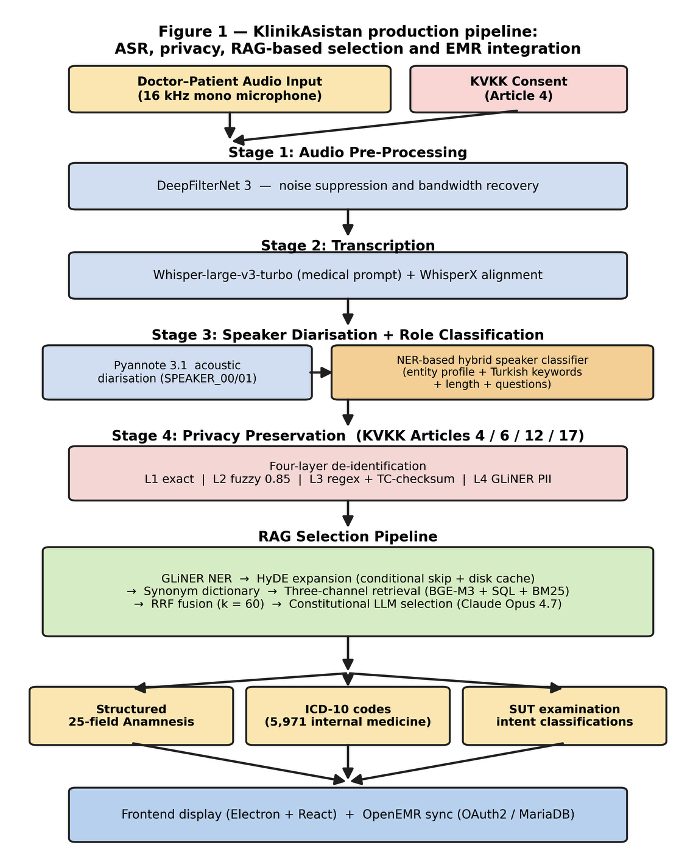 Figure 1 — KlinikAsistan production pipeline:
ASR, privacy, RAG-based selection and EMR integration
Doctor–Patient Audio Input
(16 kHz mono microphone)
KVKK Consent
(Article 4)
Stage 1: Audio Pre-Processing
DeepFilterNet 3 — noise suppression and bandwidth recovery
Stage 2: Transcription
Whisper-large-v3-turbo (medical prompt) + WhisperX alignment
Stage 3: Speaker Diarisation + Role Classification
Pyannote 3.1 acoustic
diarisation (SPEAKER_00/01)
NER-based hybrid speaker classifier
(entity profile + Turkish keywords
+ length + questions)
Stage 4: Privacy Preservation (KVKK Articles 4 / 6 / 12 / 17)
Four-layer de-identification
L1 exact | L2 fuzzy 0.85 | L3 regex + TC-checksum | L4 GLiNER PII
RAG Selection Pipeline
GLiNER NER → HyDE expansion (conditional skip + disk cache)
→ Synonym dictionary → Three-channel retrieval (BGE-M3 + SQL + BM25)
→ RRF fusion (k = 60) → Constitutional LLM selection (Claude Opus 4.7)
Structured
25-field Anamnesis
ICD-10 codes
(5,971 internal medicine)
SUT examination
intent classifications
Frontend display (Electron + React) + OpenEMR sync (OAuth2 / MariaDB)